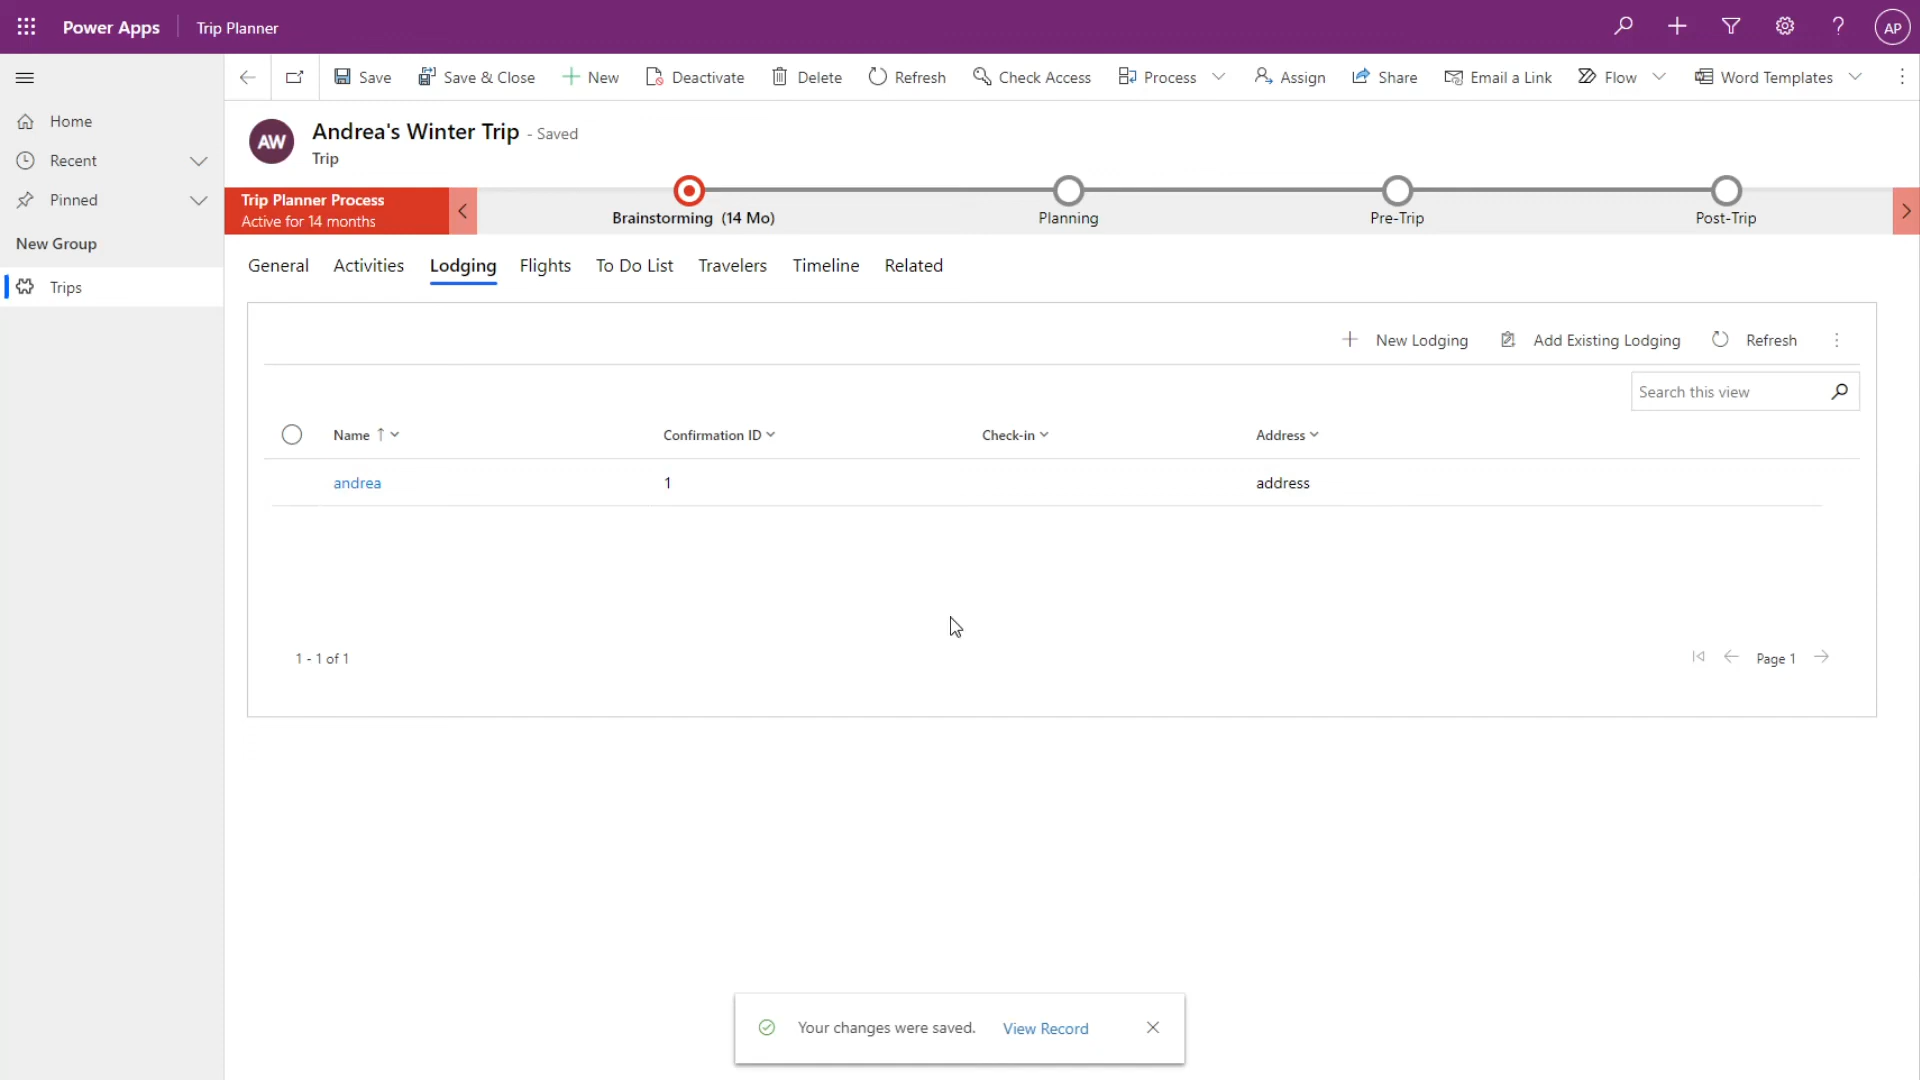 Power Apps
Trip Planner
AP
Save
Save & Close
New
Deactivate
Delete
Refresh
Check Access
Process
Assign
Share
Email a Link
Flow
Word Templates
Home
Recent
Pinned
New Group
Trips
AW
Andrea's Winter Trip - Saved
Trip
Trip Planner Process
Active for 14 months
Brainstorming (14 Mo)
Planning
Pre-Trip
Post-Trip
General
Activities
Lodging
Flights
To Do List
Travelers
Timeline
Related
New Lodging
Add Existing Lodging
Refresh
Search this view
Name
Confirmation ID
Check-in
Address
andrea
1
address
1 - 1 of 1
Page 1
Your changes were saved.
View Record